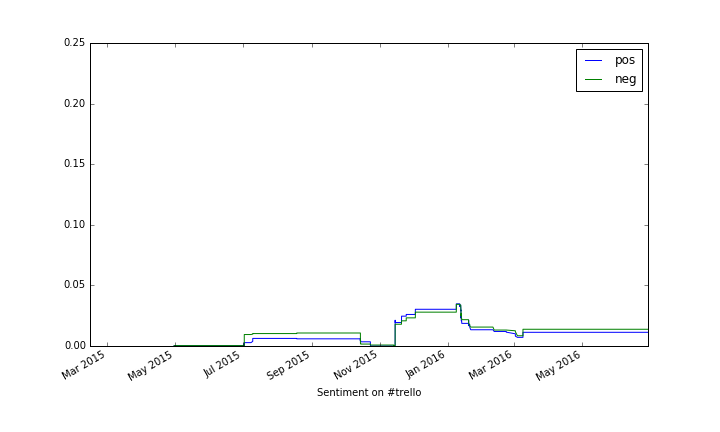 0.25
0.20
0.15
0.10
0.05
0.00
pos
neg
Mar 2015 May 2015 Jul 2015 Sep 2015 Nov 2015 Jan 2016 Mar 2016 May 2016
Sentiment on #trello